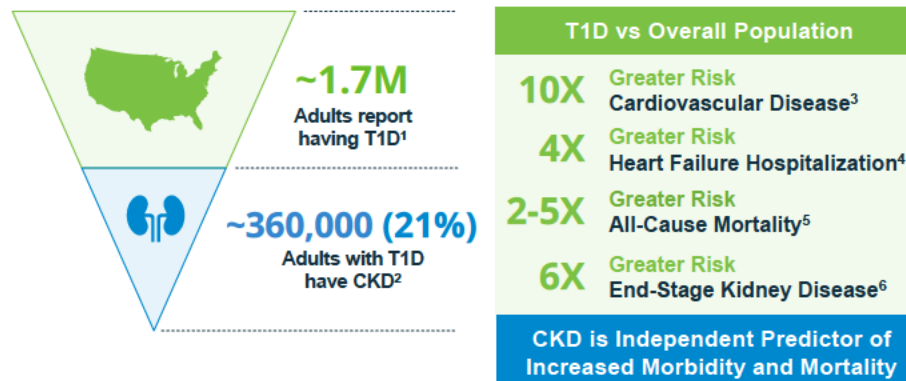 ~1.7M
Adults report
having T1D¹
~360,000 (21%)
Adults with T1D
have CKD²
T1D vs Overall Population
10X
Greater Risk
Cardiovascular Disease³
4X
Greater Risk
Heart Failure Hospitalization⁴
2-5X
Greater Risk
All-Cause Mortality⁵
6X
Greater Risk
End-Stage Kidney Disease⁶
CKD is Independent Predictor of
Increased Morbidity and Mortality